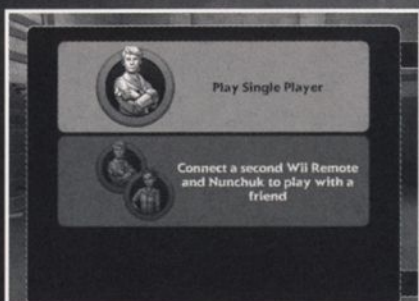 Play Single Player
Connect a second Wii Remote
and Nunchuk to play with a
friend